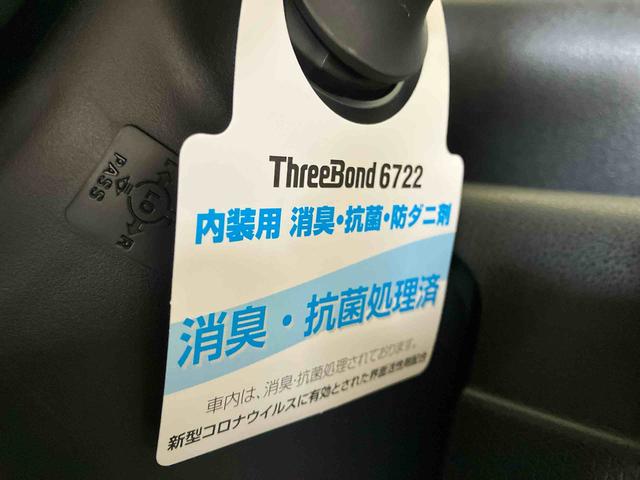 ThreeBond 6722
内装用 消臭・抗菌・防ダニ剤
消臭・抗菌処理済
車内は、消臭・抗菌処理されております。
新型コロナウイルスに有効とされた界面活性剤配合
PASS
LO
L
R